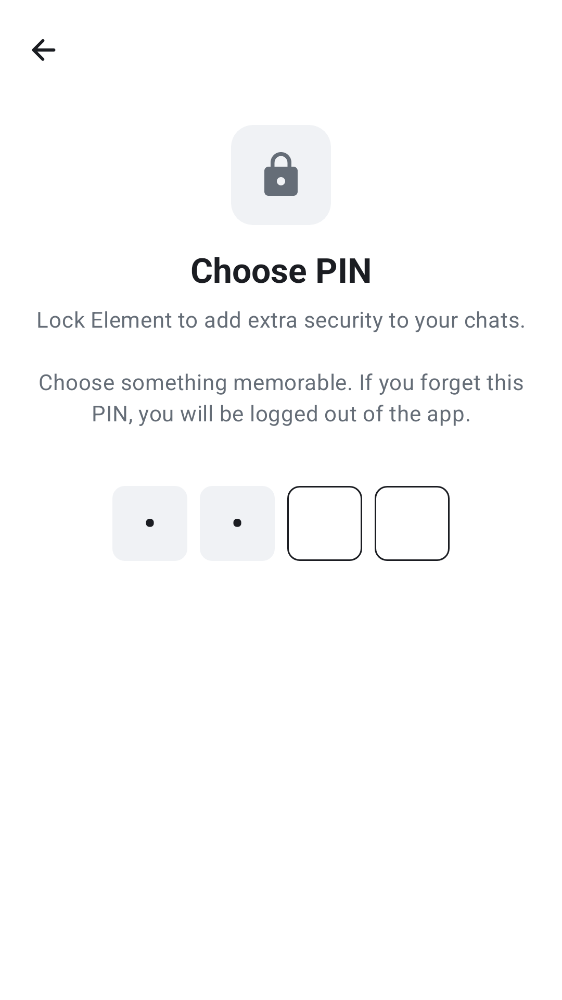 Choose PIN
Lock Element to add extra security to your chats.
Choose something memorable. If you forget this
PIN, you will be logged out of the app.